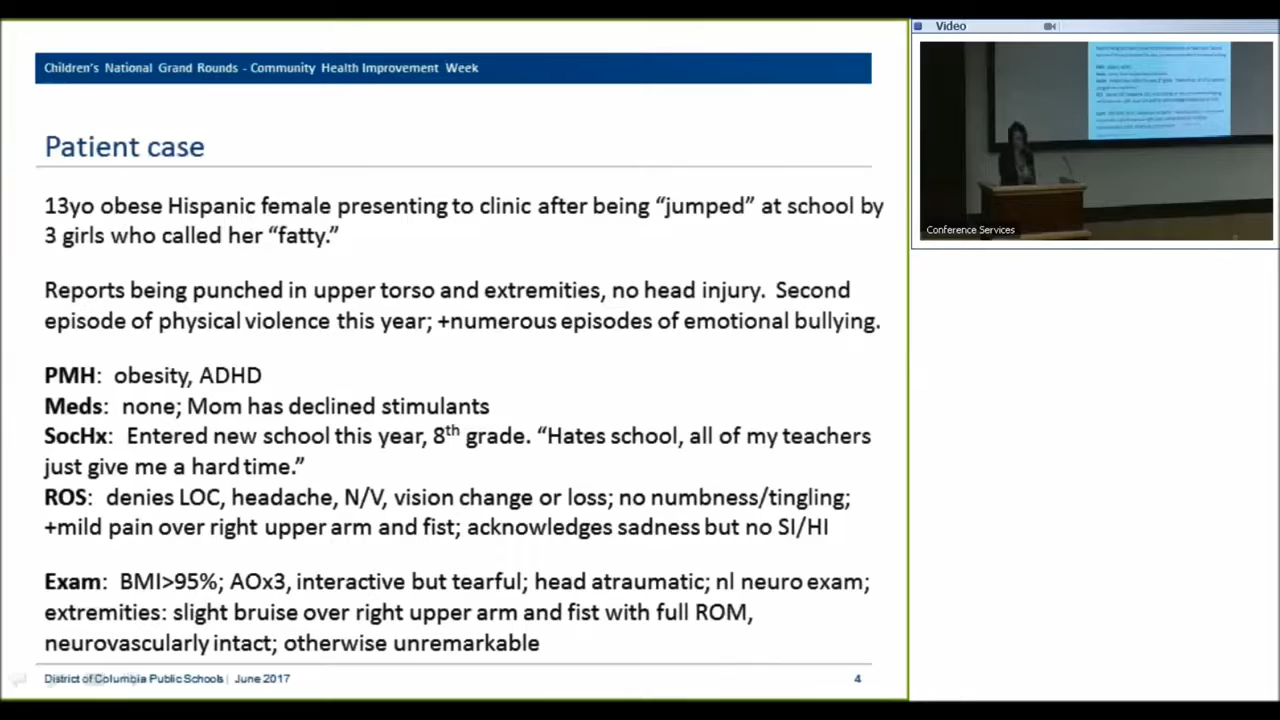 Children's National Grand Rounds - Community Health Improvement Week
Patient case
13yo obese Hispanic female presenting to clinic after being “jumped” at school by
3 girls who called her “fatty.”
Reports being punched in upper torso and extremities, no head injury. Second
episode of physical violence this year; +numerous episodes of emotional bullying.
PMH: obesity, ADHD
Meds: none; Mom has declined stimulants
SocHx: Entered new school this year, 8th grade. “Hates school, all of my teachers
just give me a hard time.”
ROS: denies LOC, headache, N/V, vision change or loss; no numbness/tingling;
+mild pain over right upper arm and fist; acknowledges sadness but no SI/HI
Exam: BMI>95%; AOx3, interactive but tearful; head atraumatic; nl neuro exam;
extremities: slight bruise over right upper arm and fist with full ROM,
neurovascularly intact; otherwise unremarkable
District of Columbia Public Schools | June 2017 4
Video
Conference Services